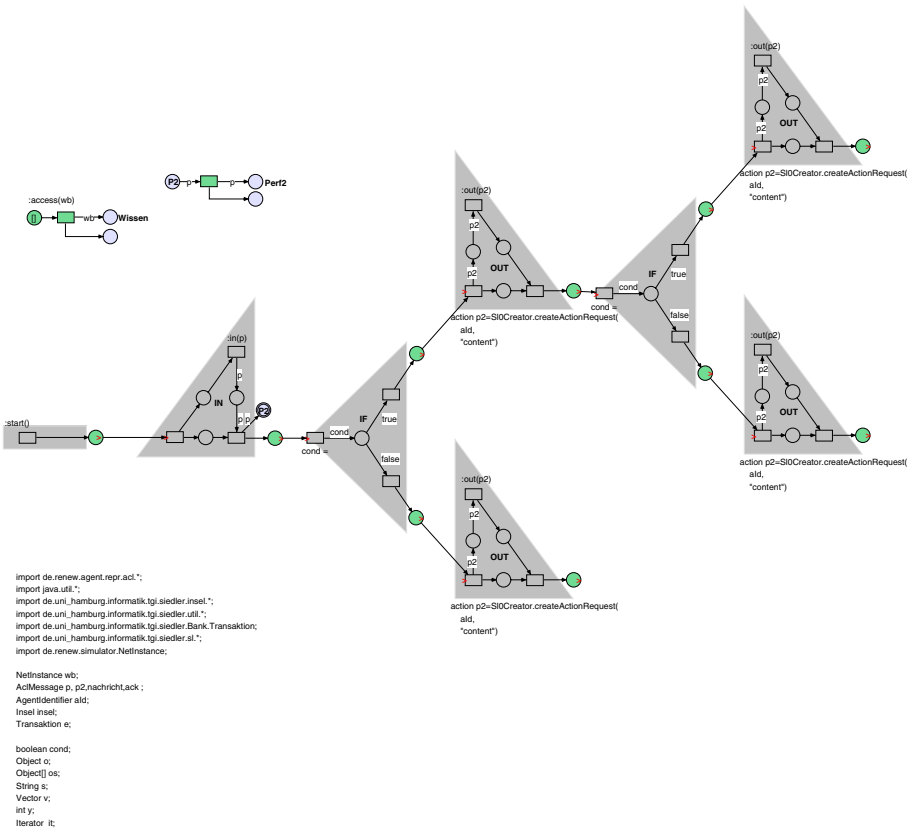 :out(p2)
p2
OUT
p2
action p2=Sl0Creator.createActionRequest(
aId,
"content")
P2
p
p
Perf2
:access(wb)
[]
wb
Wissen
:out(p2)
p2
OUT
p2
action p2=Sl0Creator.createActionRequest(
aId,
"content")
IF
true
cond
cond =
false
:out(p2)
p2
OUT
p2
action p2=Sl0Creator.createActionRequest(
aId,
"content")
:in(p)
p
IN
p
p
P2
:start()
IF
true
cond
cond =
false
:out(p2)
p2
OUT
p2
action p2=Sl0Creator.createActionRequest(
aId,
"content")
import de.renew.agent.repr.acl.*;
import java.util.*;
import de.uni_hamburg.informatik.tgi.siedler.insel.*;
import de.uni_hamburg.informatik.tgi.siedler.util.*;
import de.uni_hamburg.informatik.tgi.siedler.Bank.Transaktion;
import de.uni_hamburg.informatik.tgi.siedler.sl.*;
import de.renew.simulator.NetInstance;
NetInstance wb;
AclMessage p, p2,nachricht,ack ;
AgentIdentifier aId;
Insel insel;
Transaktion e;
boolean cond;
Object o;
Object[] os;
String s;
Vector v;
int y;
Iterator it;